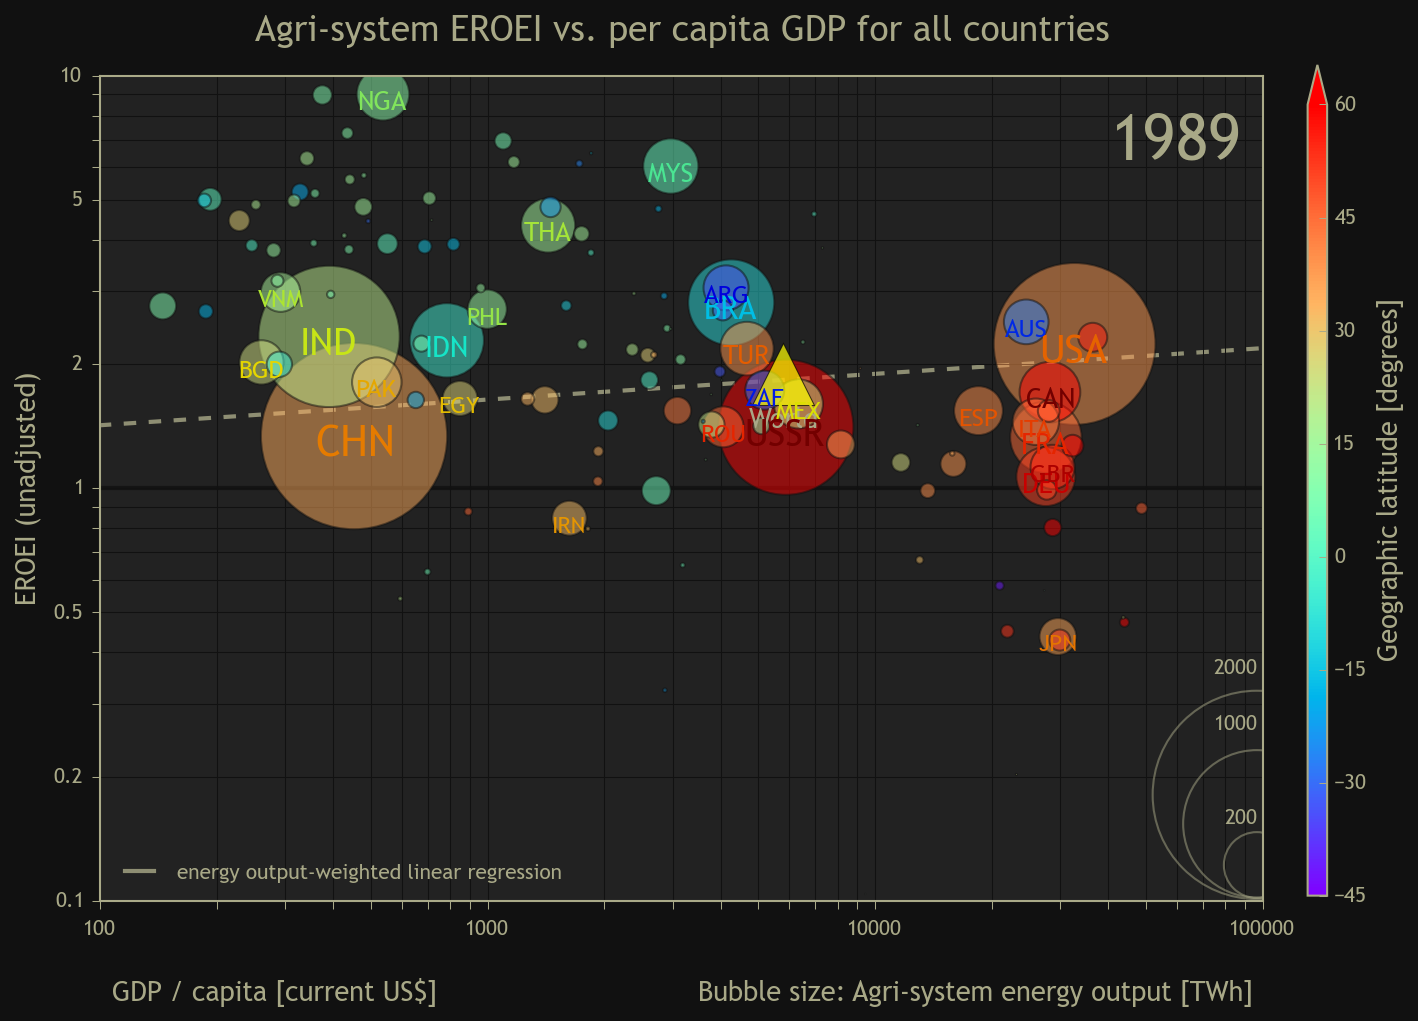 Agri-system EROEI vs. per capita GDP for all countries
1989
10
5
2
1
0.5
0.2
0.1
EROEI (unadjusted)
NGA
MYS
THA
VNM
IND
PHL
IDN
BGD
PAK
EGY
CHN
IRN
ARG
BRA
TUR
ZAF
MEX
ROU
USSR
AUS
USA
CAN
ESP
ITA
FRA
GBR
DEU
JPN
2000
1000
200
energy output-weighted linear regression
100
1000
10000
100000
GDP / capita [current US$]
Bubble size: Agri-system energy output [TWh]
60
45
30
15
0
−15
−30
−45
Geographic latitude [degrees]